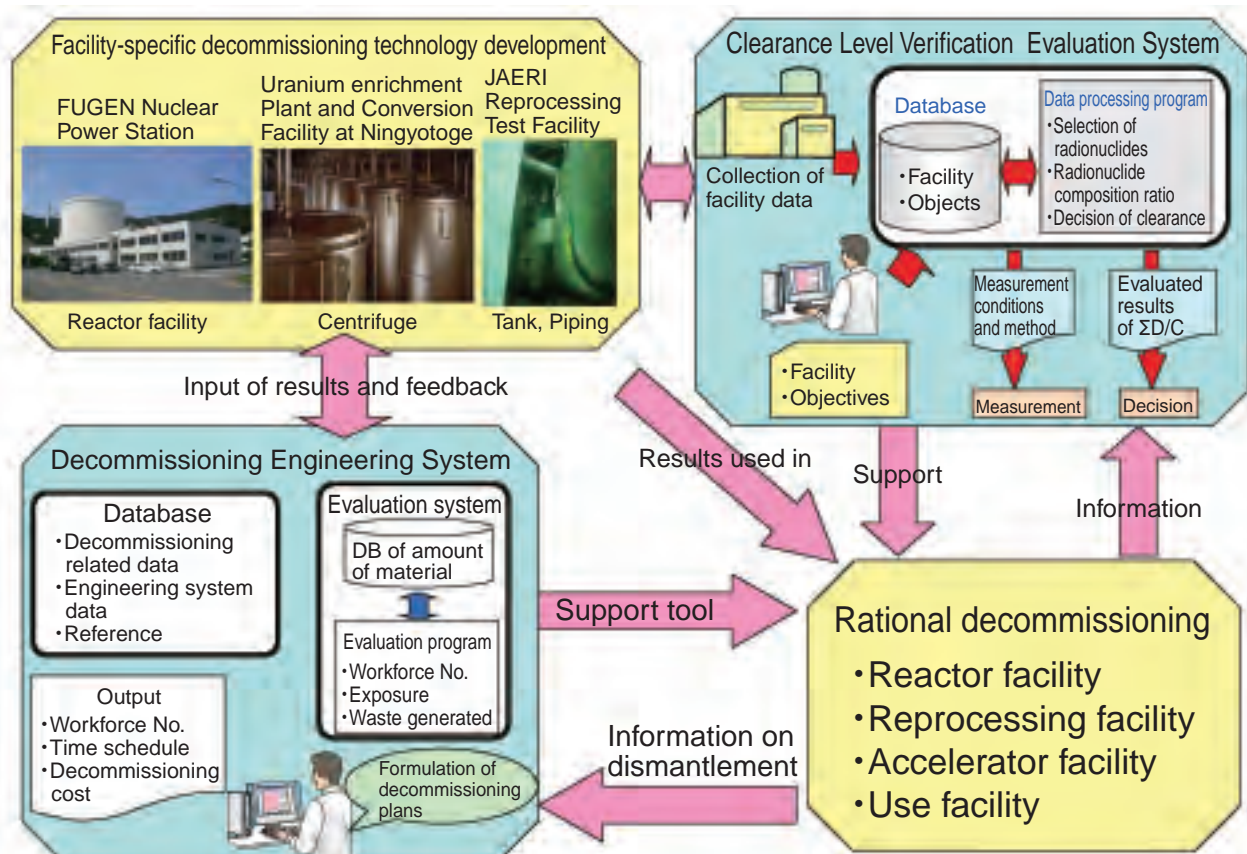 Facility-specific decommissioning technology development
FUGEN Nuclear
Power Station
Uranium enrichment
Plant and Conversion
Facility at Ningyotoge
JAERI
Reprocessing
Test Facility
Reactor facility
Centrifuge
Tank, Piping
Clearance Level Verification Evaluation System
Collection of
facility data
Database
・Facility
・Objects
Data processing program
・Selection of
radionuclides
・Radionuclide
composition ratio
・Decision of clearance
Measurement
conditions
and method
Evaluated
results
of ΣD/C
・Facility
・Objectives
Measurement
Decision
Input of results and feedback
Results used in
Support
Information
Decommissioning Engineering System
Database
・Decommissioning
related data
・Engineering system
data
・Reference
Evaluation system
DB of amount
of material
Evaluation program
・Workforce No.
・Exposure
・Waste generated
Output
・Workforce No.
・Time schedule
・Decommissioning
cost
Formulation of
decommissioning
plans
Support tool
Information on
dismantlement
Rational decommissioning
・Reactor facility
・Reprocessing facility
・Accelerator facility
・Use facility